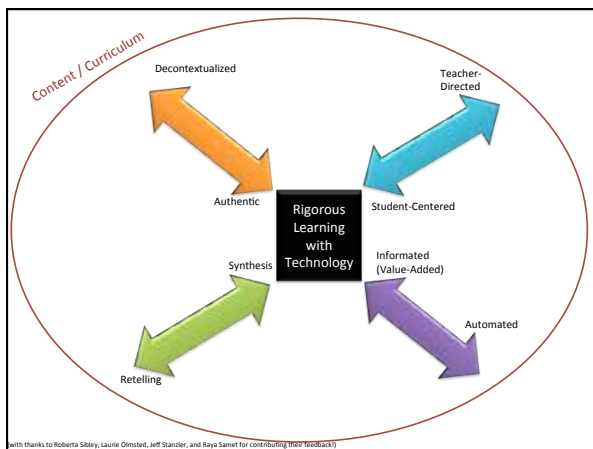 Content / Curriculum
Decontextualized
Teacher-
Directed
Authentic
Student-Centered
Rigorous
Learning
with
Technology
Synthesis
Informated
(Value-Added)
Automated
Retelling
(with thanks to Roberta Sibley, Laurie Olmsted, Jeff Stanzler, and Raya Samet for contributing their feedback!)